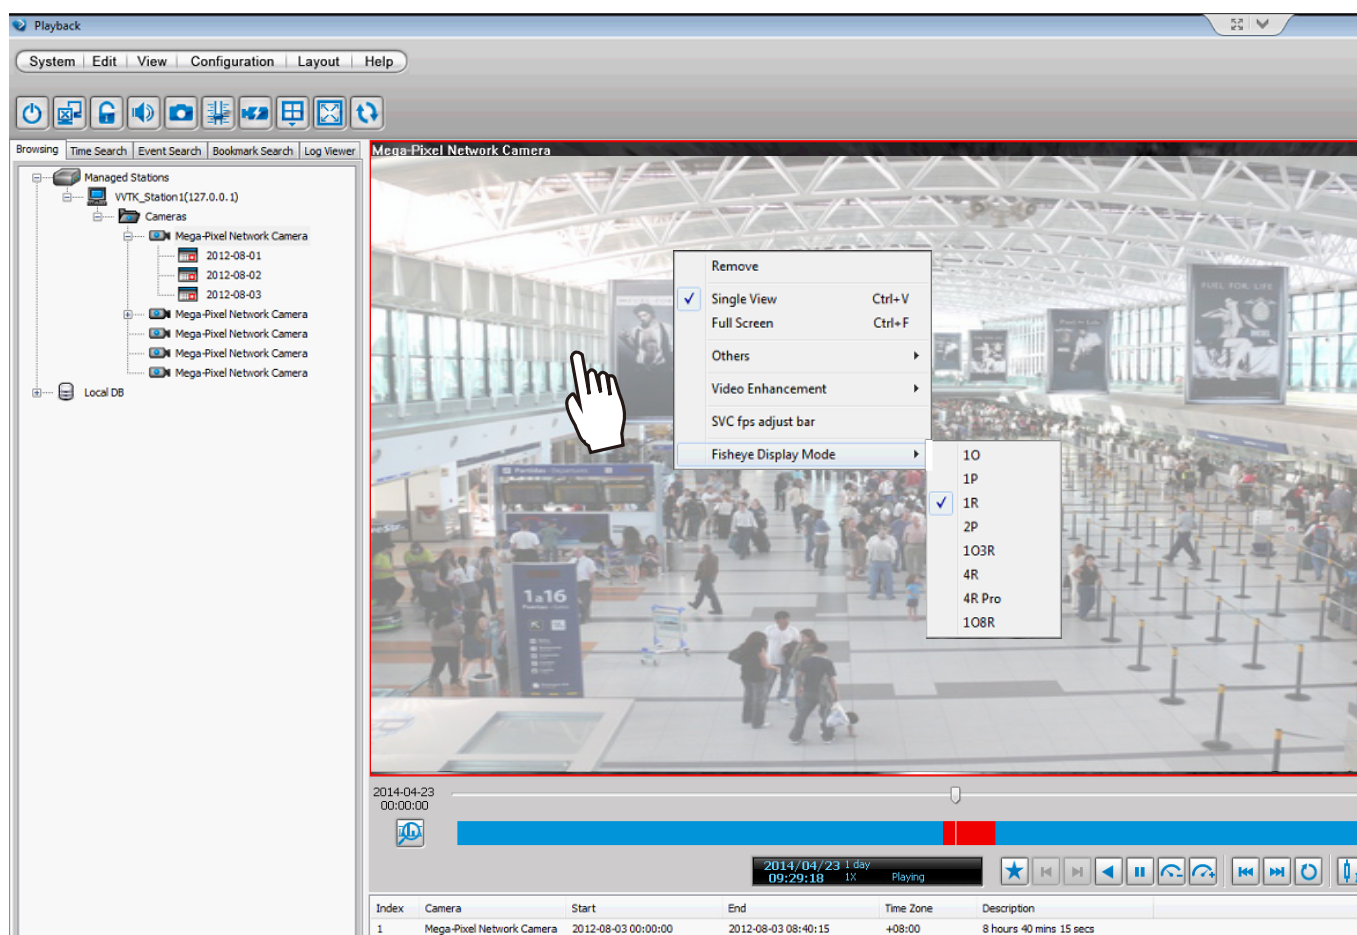 Playback
System Edit View Configuration Layout Help
Browsing Time Search Event Search Bookmark Search Log Viewer
Managed Stations
VVTK_Station1(127.0.0.1)
Cameras
Mega-Pixel Network Camera
2012-08-01
2012-08-02
2012-08-03
Mega-Pixel Network Camera
Mega-Pixel Network Camera
Mega-Pixel Network Camera
Mega-Pixel Network Camera
Local DB
Mega-Pixel Network Camera
FUEL FOR LIFE
Partidas - Departures
1a16
Remove
Single View Ctrl+V
Full Screen Ctrl+F
Others
Video Enhancement
SVC fps adjust bar
Fisheye Display Mode
1O
1P
1R
2P
1O3R
4R
4R Pro
1O8R
2014-04-23
00:00:00
2014/04/23 1 day
09:29:18 1X Playing
Index Camera Start End Time Zone Description
1 Mega-Pixel Network Camera 2012-08-03 00:00:00 2012-08-03 08:40:15 +08:00 8 hours 40 mins 15 secs